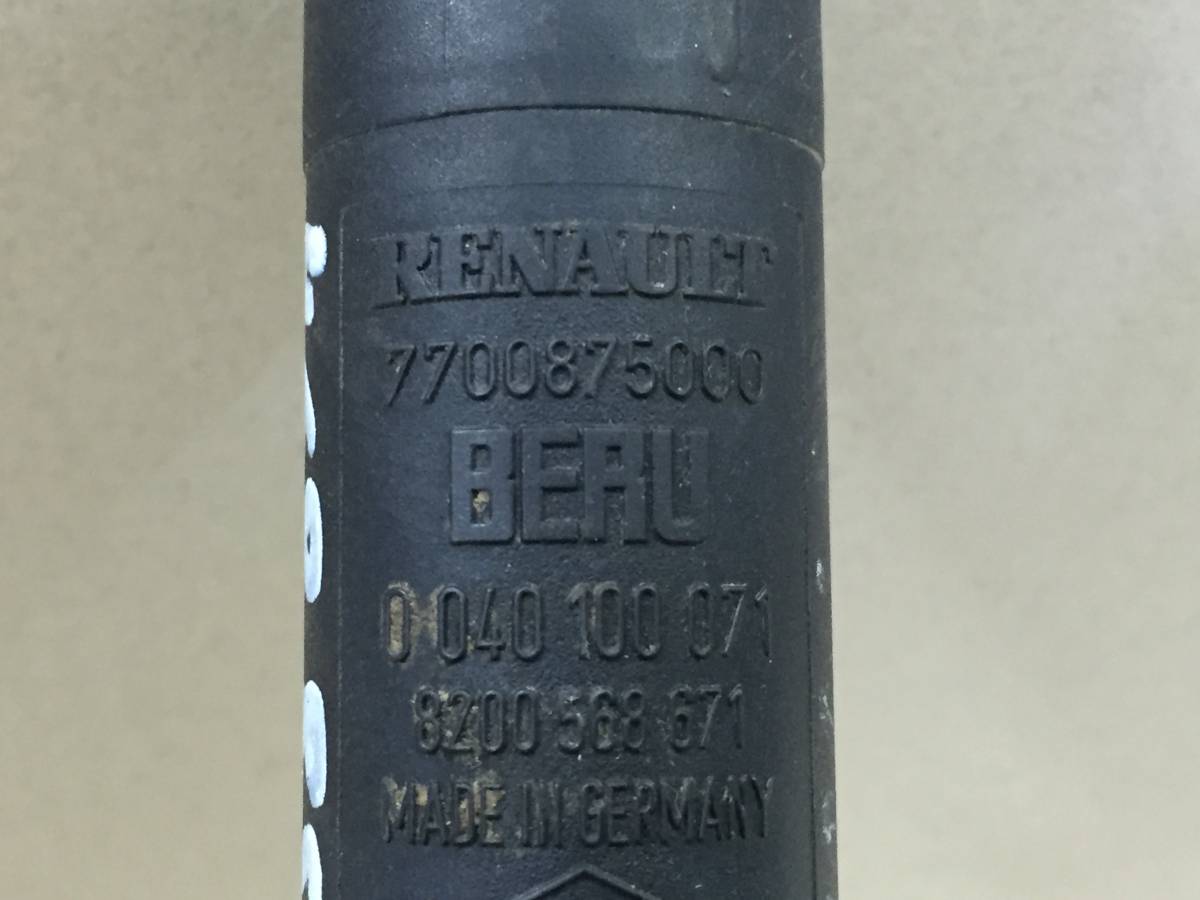 RENAULT
7700875000
BERU
0 040 100 071
8200 568 671
MADE IN GERMANY